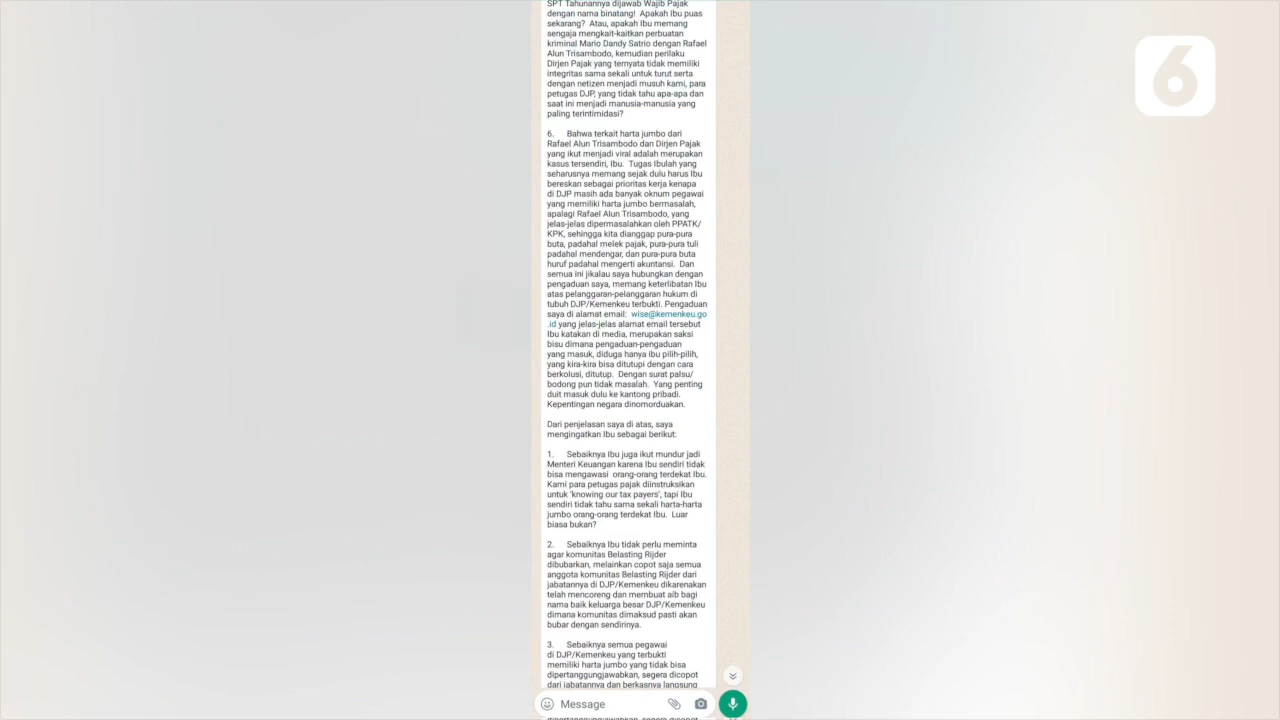 SPT Tahunannya dijawab Wajib Pajak
dengan nama binatang!  Apakah Ibu puas
sekarang?  Atau, apakah Ibu memang
sengaja mengkait-kaitkan perbuatan
kriminal Mario Dandy Satrio dengan Rafael
Alun Trisambodo, kemudian perilaku
Dirjen Pajak yang ternyata tidak memiliki
integritas sama sekali untuk turut serta
dengan netizen menjadi musuh kami, para
petugas DJP, yang tidak tahu apa-apa dan
saat ini menjadi manusia-manusia yang
paling terintimidasi?
6.     Bahwa terkait harta jumbo dari
Rafael Alun Trisambodo dan Dirjen Pajak
yang ikut menjadi viral adalah merupakan
kasus tersendiri, Ibu.  Tugas Ibulah yang
seharusnya memang sejak dulu harus Ibu
bereskan sebagai prioritas kerja kenapa
di DJP masih ada banyak oknum pegawai
yang memiliki harta jumbo bermasalah,
apalagi Rafael Alun Trisambodo, yang
jelas-jelas dipermasalahkan oleh PPATK/
KPK, sehingga kita dianggap pura-pura
buta, padahal melek pajak, pura-pura tuli
padahal mendengar, dan pura-pura buta
huruf padahal mengerti akuntansi.  Dan
semua ini jikalau saya hubungkan dengan
pengaduan saya, memang keterlibatan Ibu
atas pelanggaran-pelanggaran hukum di
tubuh DJP/Kemenkeu terbukti. Pengaduan
saya di alamat email:  wise@kemenkeu.go
.id yang jelas-jelas alamat email tersebut
Ibu katakan di media, merupakan saksi
bisu dimana pengaduan-pengaduan
yang masuk, diduga hanya ibu pilih-pilih,
yang kira-kira bisa ditutupi dengan cara
berkolusi, ditutup.  Dengan surat palsu/
bodong pun tidak masalah.  Yang penting
duit masuk dulu ke kantong pribadi.
Kepentingan negara dinomorduakan.
Dari penjelasan saya di atas, saya
mengingatkan Ibu sebagai berikut:
1.     Sebaiknya Ibu juga ikut mundur jadi
Menteri Keuangan karena Ibu sendiri tidak
bisa mengawasi  orang-orang terdekat Ibu.
Kami para petugas pajak diinstruksikan
untuk 'knowing our tax payers', tapi Ibu
sendiri tidak tahu sama sekali harta-harta
jumbo orang-orang terdekat Ibu.  Luar
biasa bukan?
2.     Sebaiknya Ibu tidak perlu meminta
agar komunitas Belasting Rijder
dibubarkan, melainkan copot saja semua
anggota komunitas Belasting Rijder dari
jabatannya di DJP/Kemenkeu dikarenakan
telah mencoreng dan membuat aib bagi
nama baik keluarga besar DJP/Kemenkeu
dimana komunitas dimaksud pasti akan
bubar dengan sendirinya.
3.     Sebaiknya semua pegawai
di DJP/Kemenkeu yang terbukti
memiliki harta jumbo yang tidak bisa
dipertanggungjawabkan, segera dicopot
dari jabatannya dan berkasnya langsung
Message
dipertanggungjawabkan, segera dicopot
6